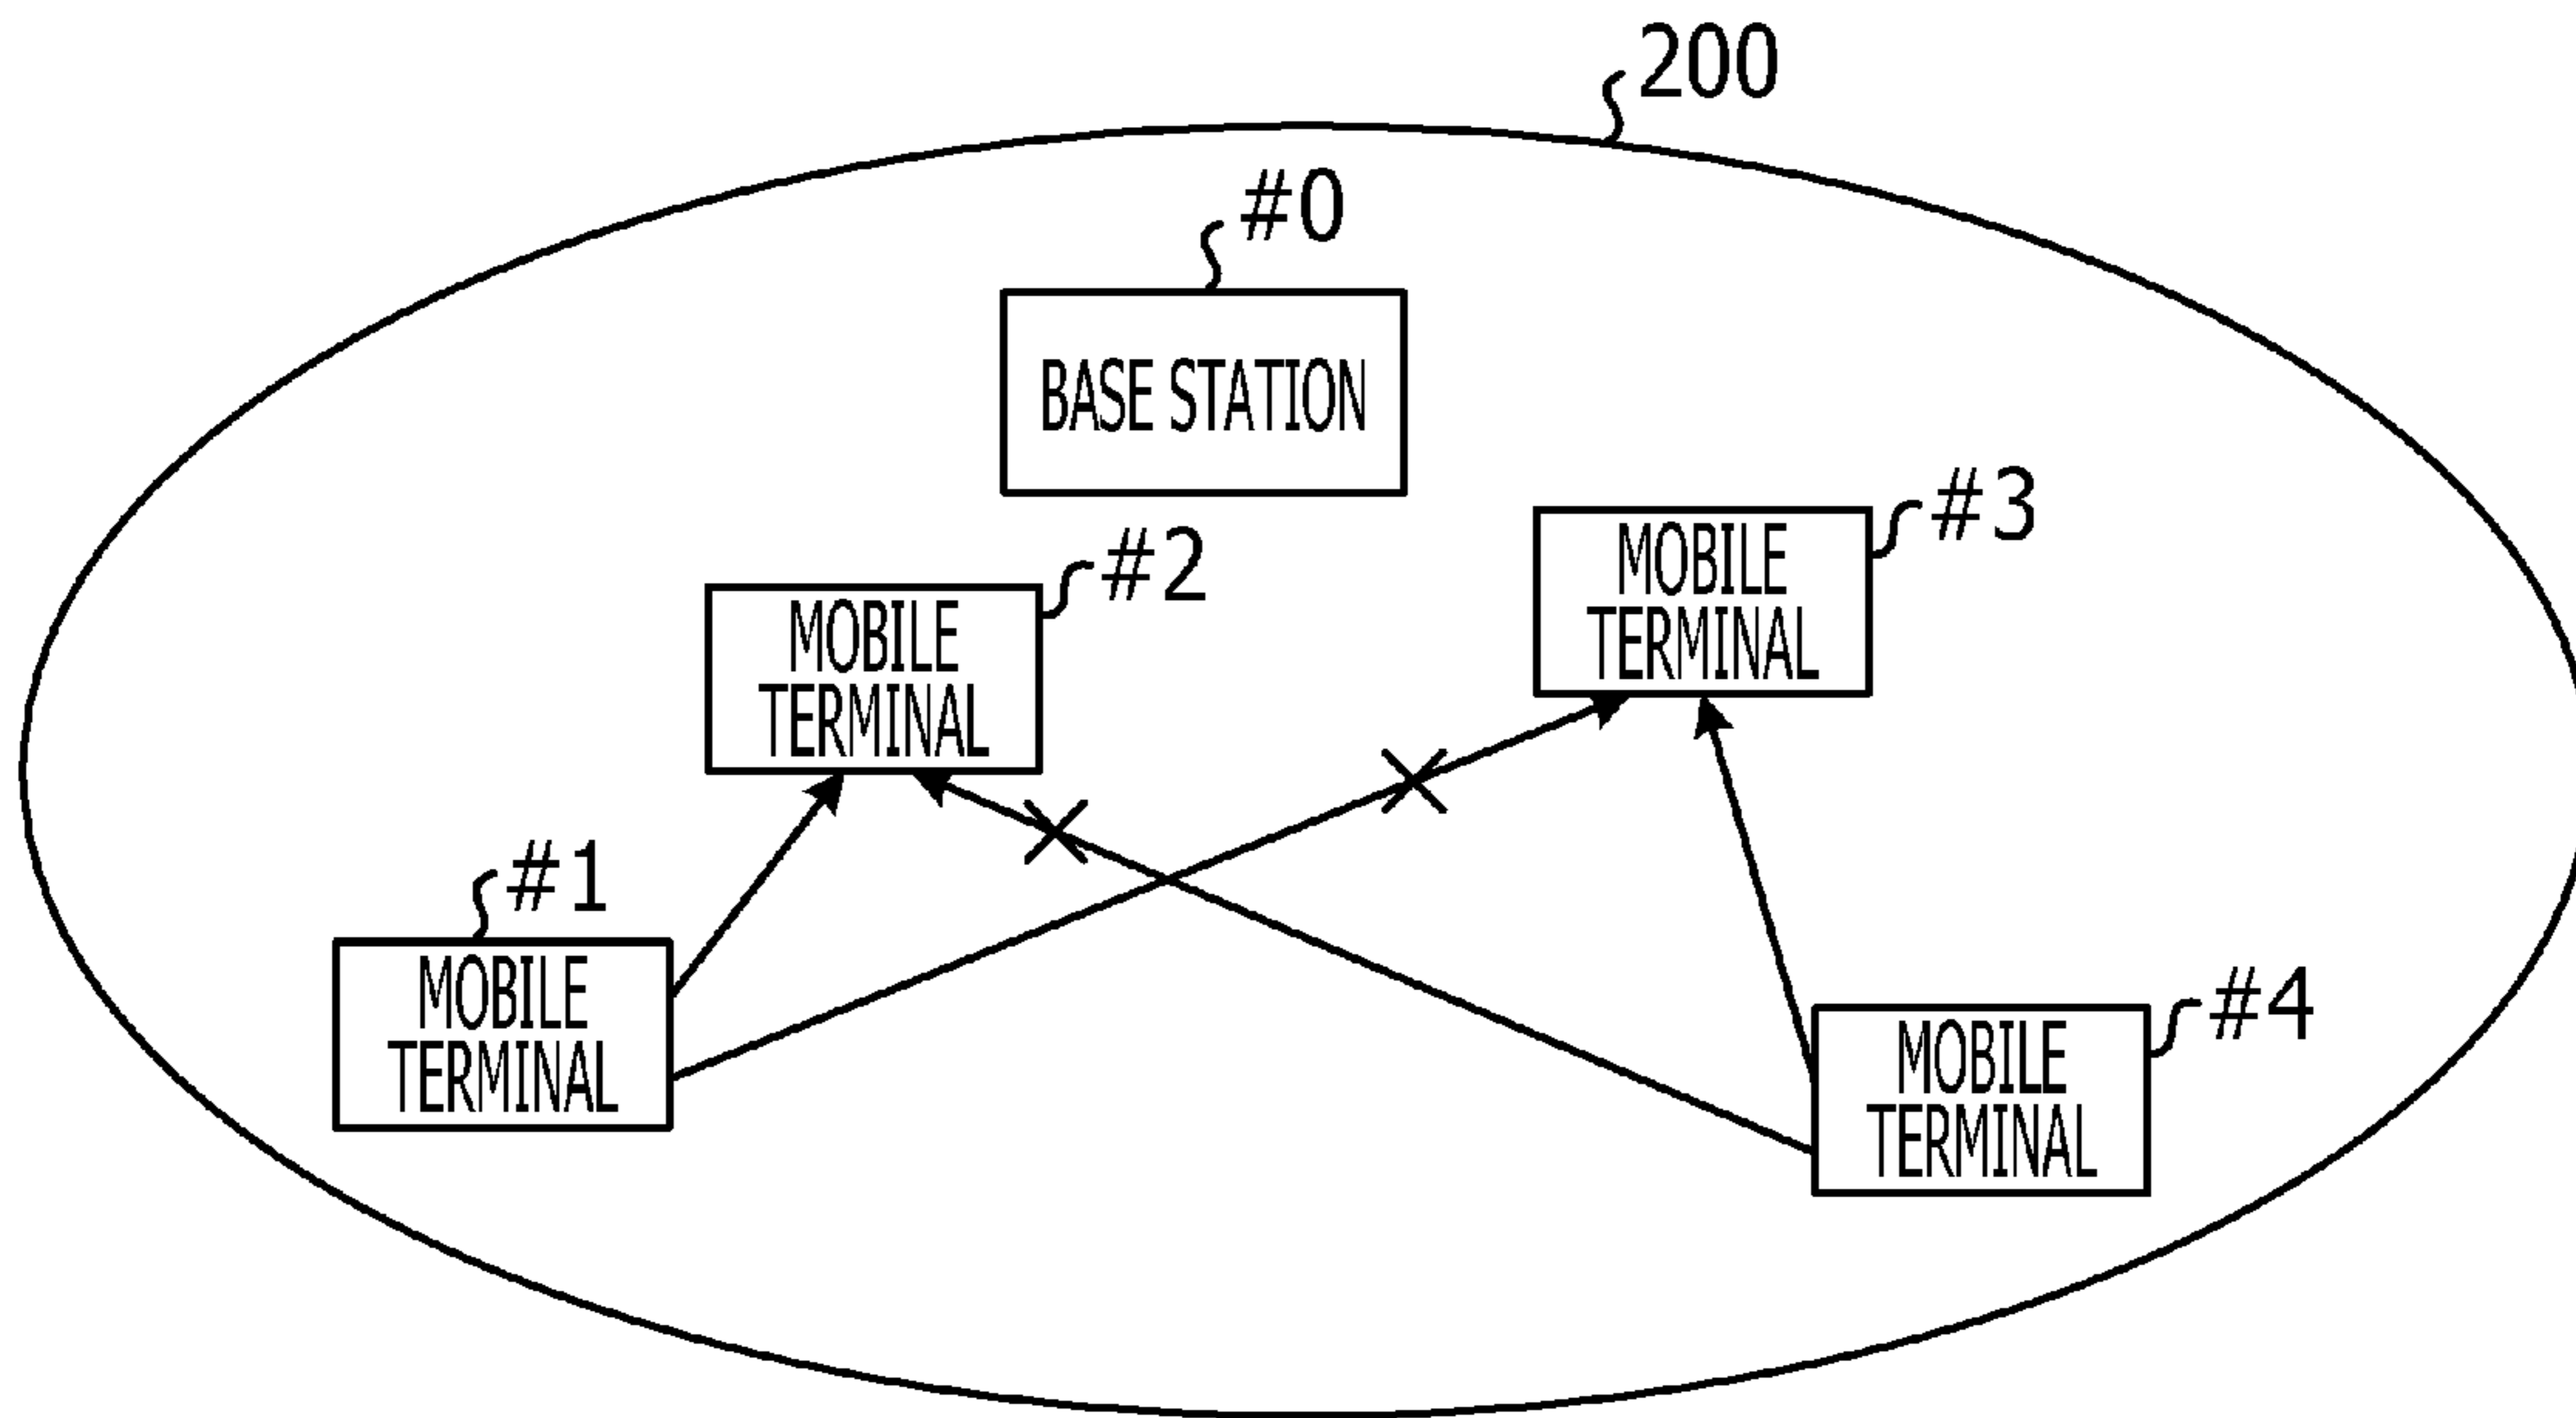 200
#0
BASE STATION
#3
MOBILE
TERMINAL
#2
MOBILE
TERMINAL
#1
MOBILE
TERMINAL
#4
MOBILE
TERMINAL